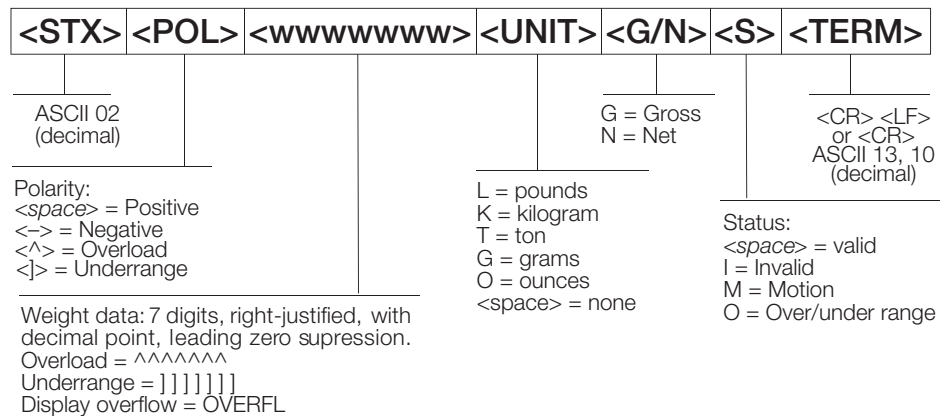 <STX> <POL> <wwwwwww> <UNIT> <G/N> <S> <TERM>
ASCII 02
(decimal)
Polarity:
<space> = Positive
<–> = Negative
<^> = Overload
<]> = Underrange
Weight data: 7 digits, right-justified, with
decimal point, leading zero supression.
Overload = ^^^^^^^
Underrange = ] ] ] ] ] ] ]
Display overflow = OVERFL
L = pounds
K = kilogram
T = ton
G = grams
O = ounces
<space> = none
G = Gross
N = Net
Status:
<space> = valid
I = Invalid
M = Motion
O = Over/under range
<CR> <LF>
or <CR>
ASCII 13, 10
(decimal)